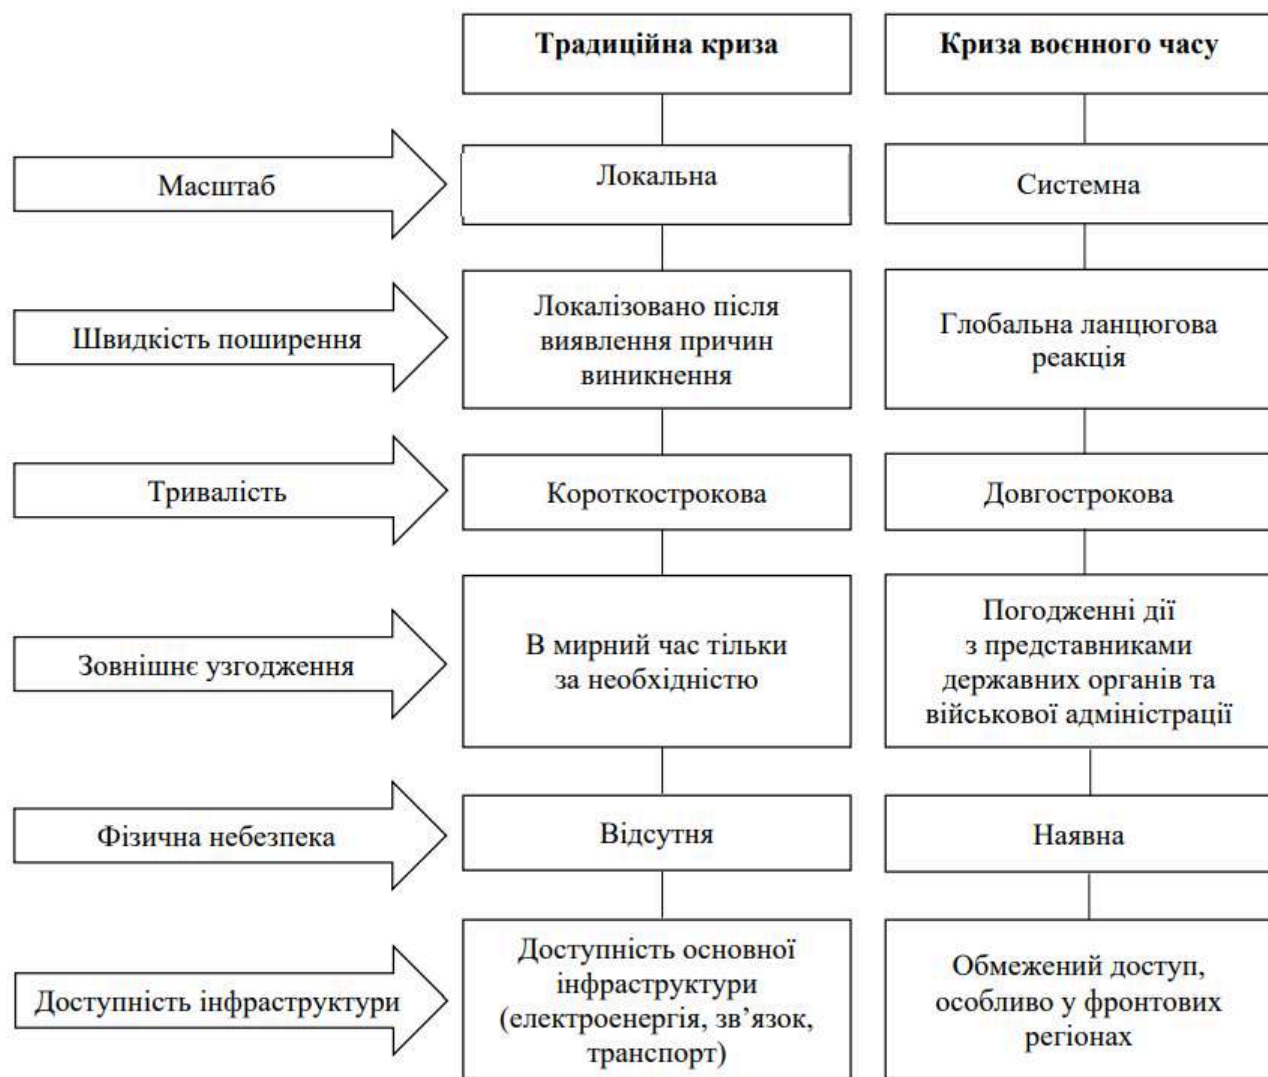 Традиційна криза
Криза воєнного часу
Масштаб
Локальна
Системна
Швидкість поширення
Локалізовано після
виявлення причин
виникнення
Глобальна ланцюгова
реакція
Тривалість
Короткострокова
Довгострокова
Зовнішнє узгодження
В мирний час тільки
за необхідністю
Погодженні дії
з представниками
державних органів та
військової адміністрації
Фізична небезпека
Відсутня
Наявна
Доступність інфраструктури
Доступність основної
інфраструктури
(електроенергія, зв’язок,
транспорт)
Обмежений доступ,
особливо у фронтових
регіонах